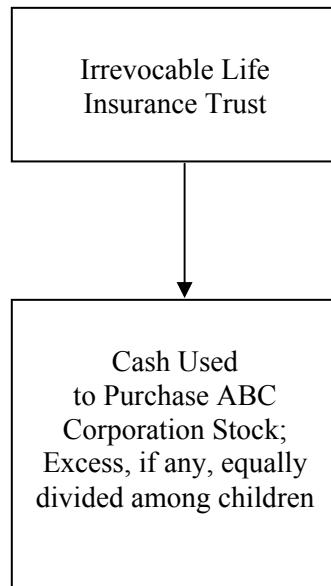 Irrevocable Life
Insurance Trust
Cash Used
to Purchase ABC
Corporation Stock;
Excess, if any, equally
divided among children